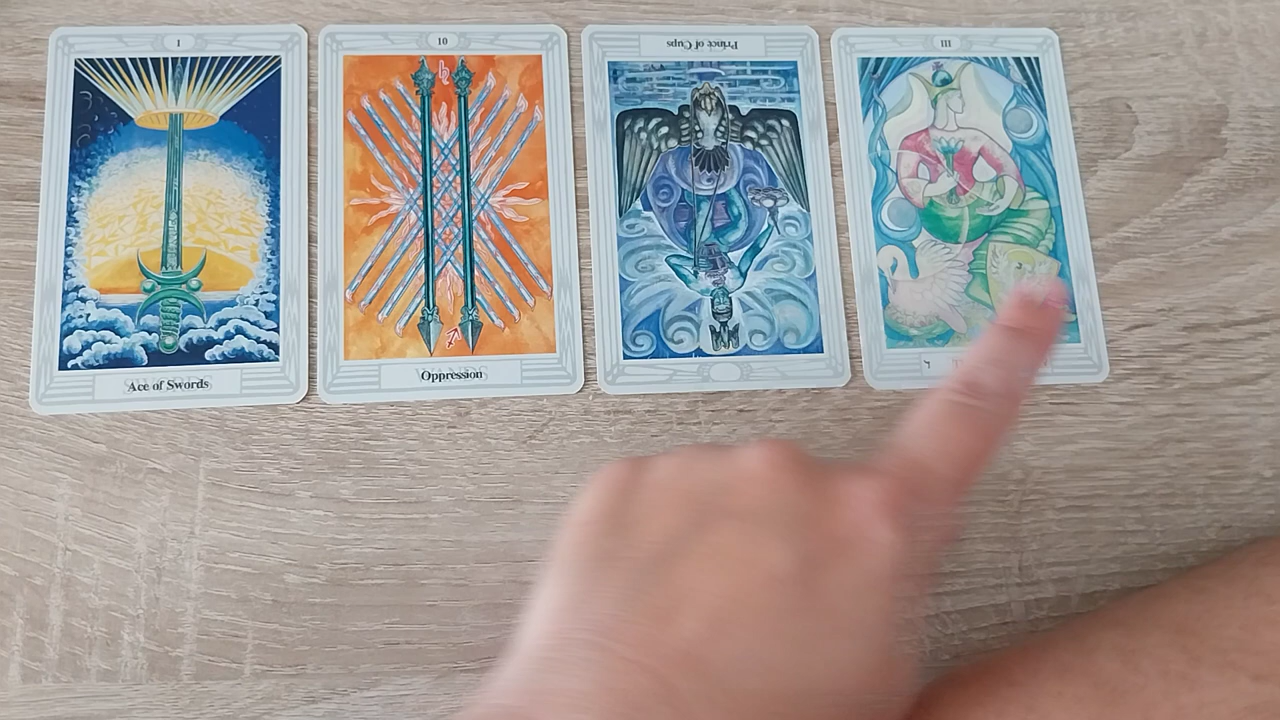 I
10
Prince of Cups
III
Ace of Swords
Oppression